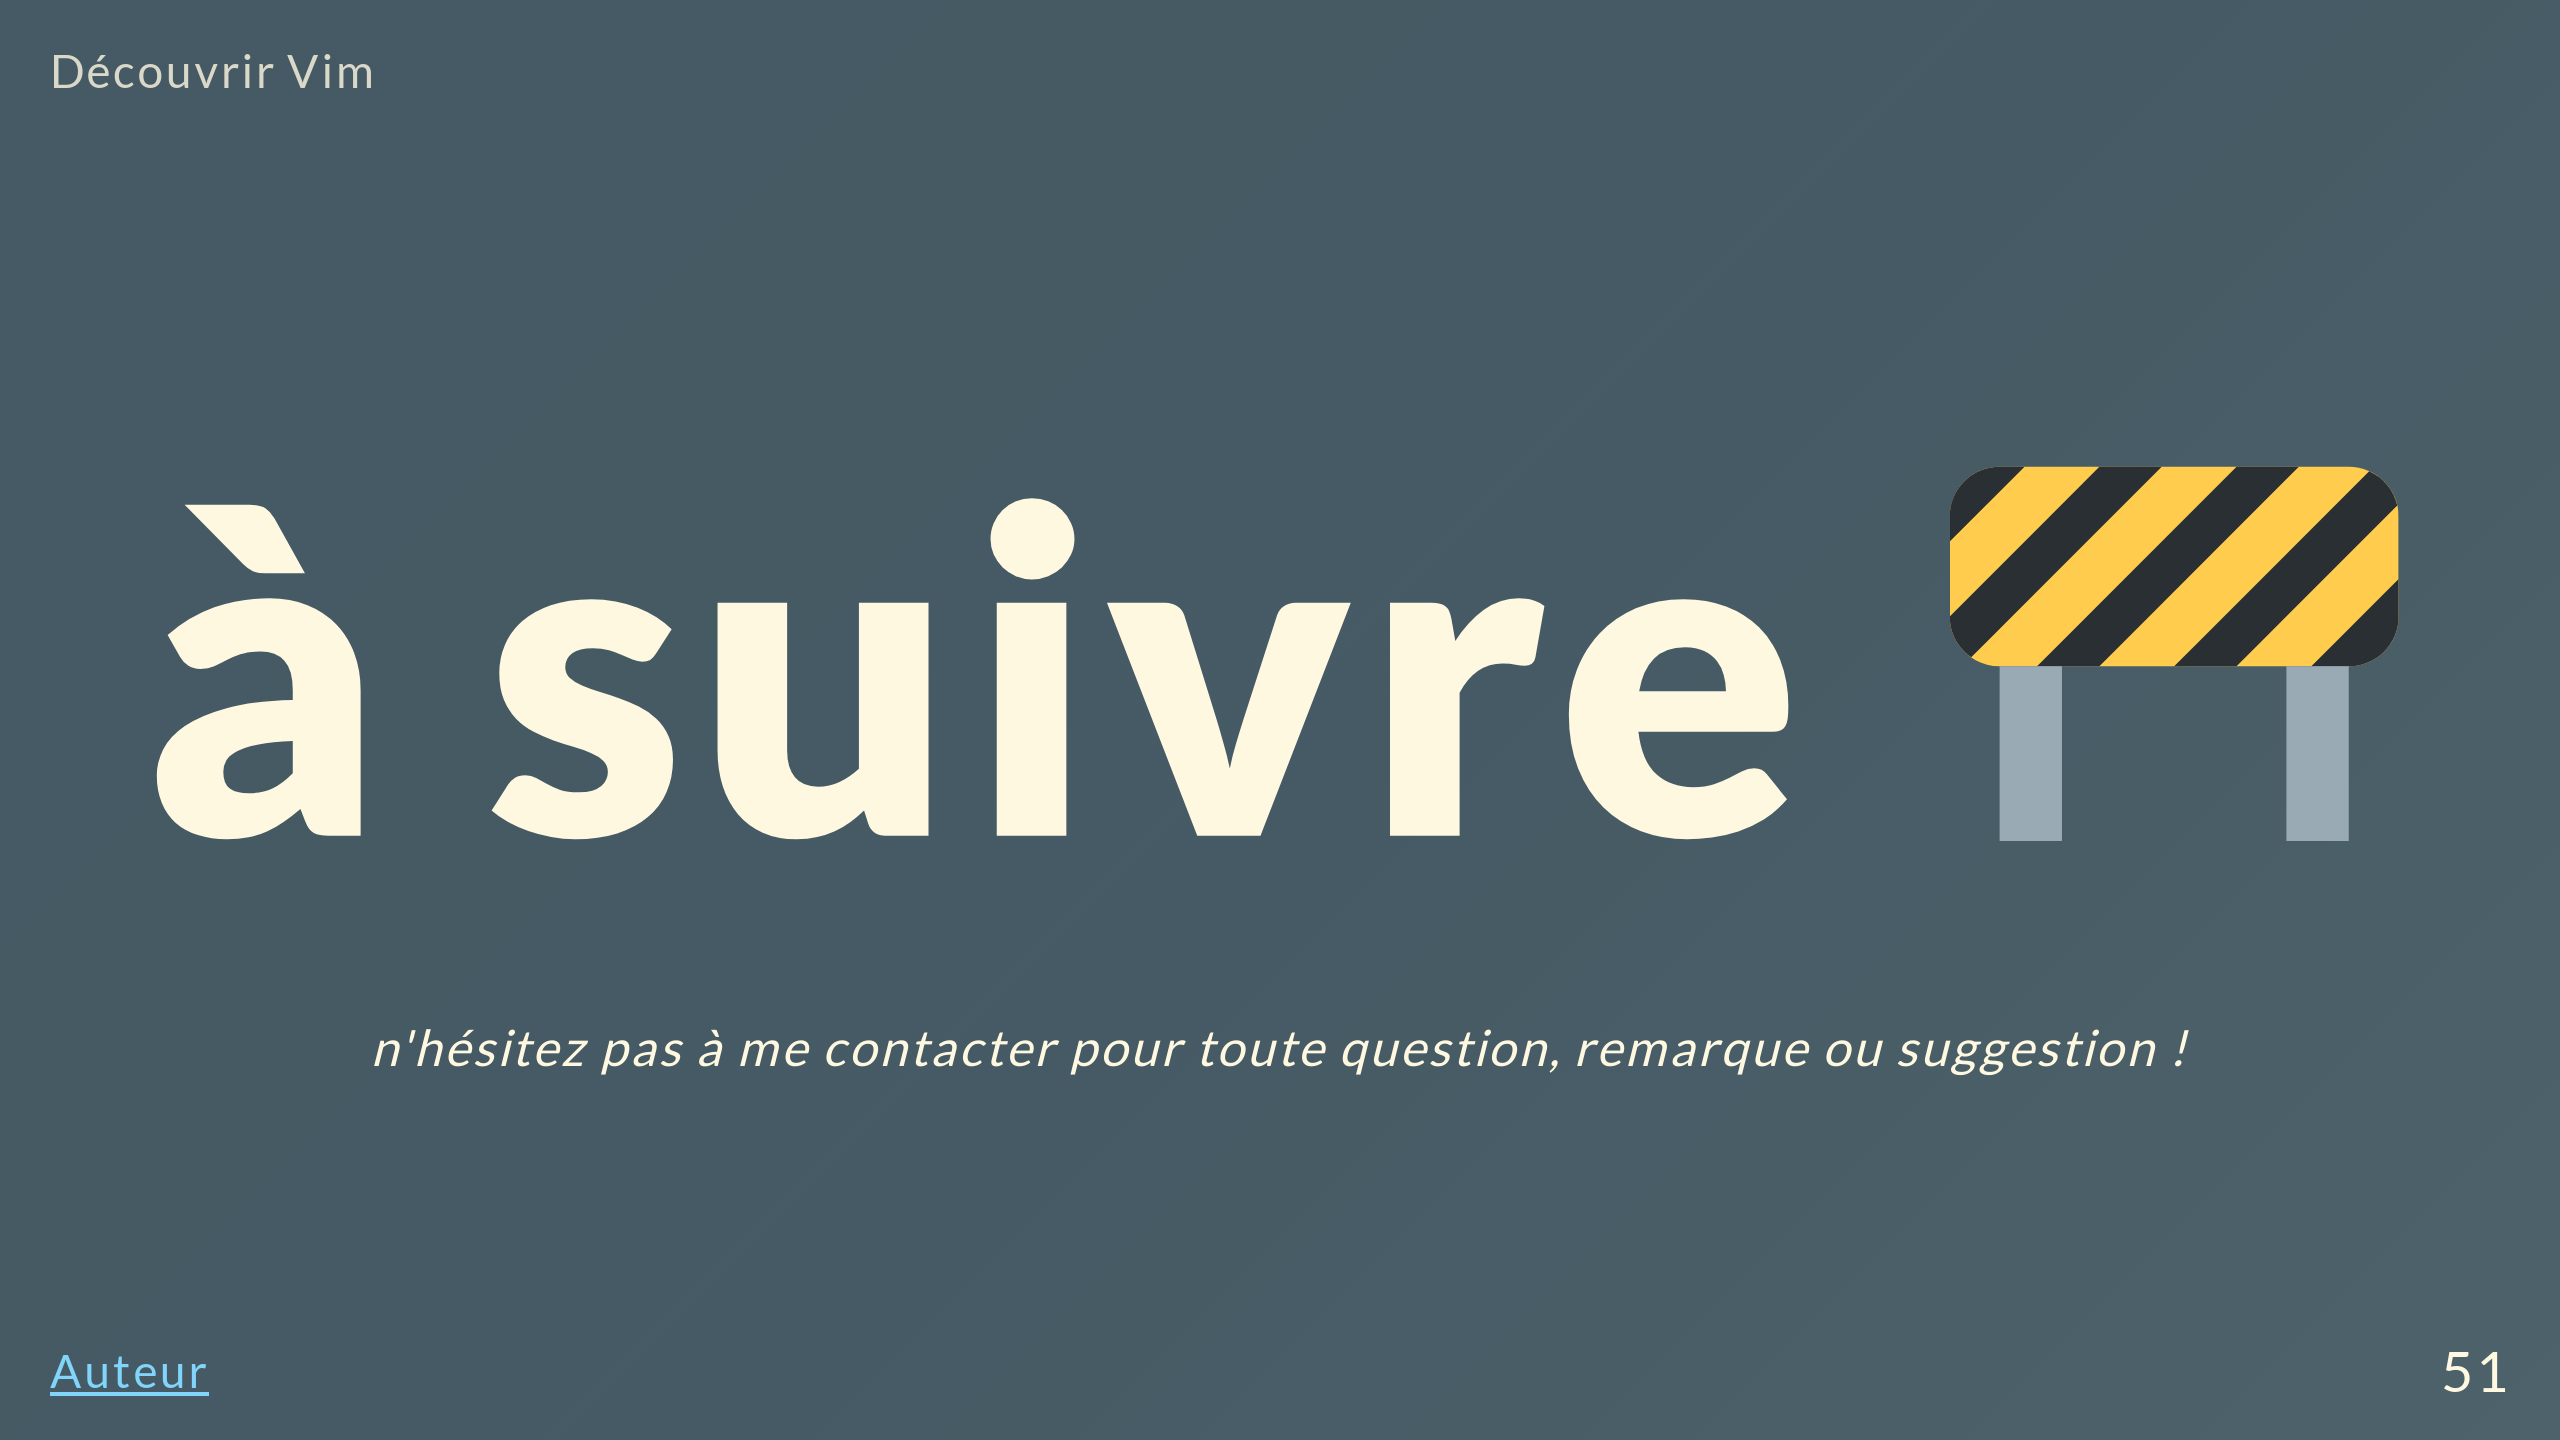 Découvrir Vim
à suivre 🚧
n'hésitez pas à me contacter pour toute question, remarque ou suggestion !
Auteur
51